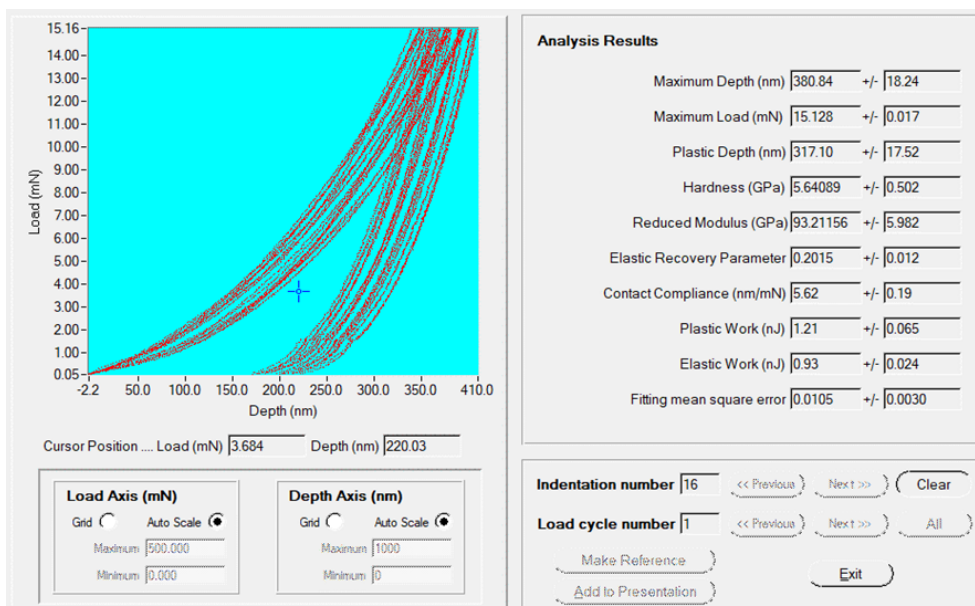 15.16
14.00
13.00
12.00
11.00
10.00
9.00
8.00
7.00
6.00
5.00
4.00
3.00
2.00
1.00
0.05
Load (mN)
-2.2 50.0 100.0 150.0 200.0 250.0 300.0 350.0 410.0
Depth (nm)
Cursor Position .... Load (mN) 3.684 Depth (nm) 220.03
Load Axis (mN)
Grid Auto Scale
Maximum 500.000
Minimum 0.000
Depth Axis (nm)
Grid Auto Scale
Maximum 1000
Minimum 0
Analysis Results
Maximum Depth (nm) 380.84 +/- 18.24
Maximum Load (mN) 15.128 +/- 0.017
Plastic Depth (nm) 317.10 +/- 17.52
Hardness (GPa) 5.64089 +/- 0.502
Reduced Modulus (GPa) 93.21156 +/- 5.982
Elastic Recovery Parameter 0.2015 +/- 0.012
Contact Compliance (nm/mN) 5.62 +/- 0.19
Plastic Work (nJ) 1.21 +/- 0.065
Elastic Work (nJ) 0.93 +/- 0.024
Fitting mean square error 0.0105 +/- 0.0030
Indentation number 16 << Previous Next >> Clear
Load cycle number 1 << Previous Next >> All
Make Reference
Add to Presentation
Exit